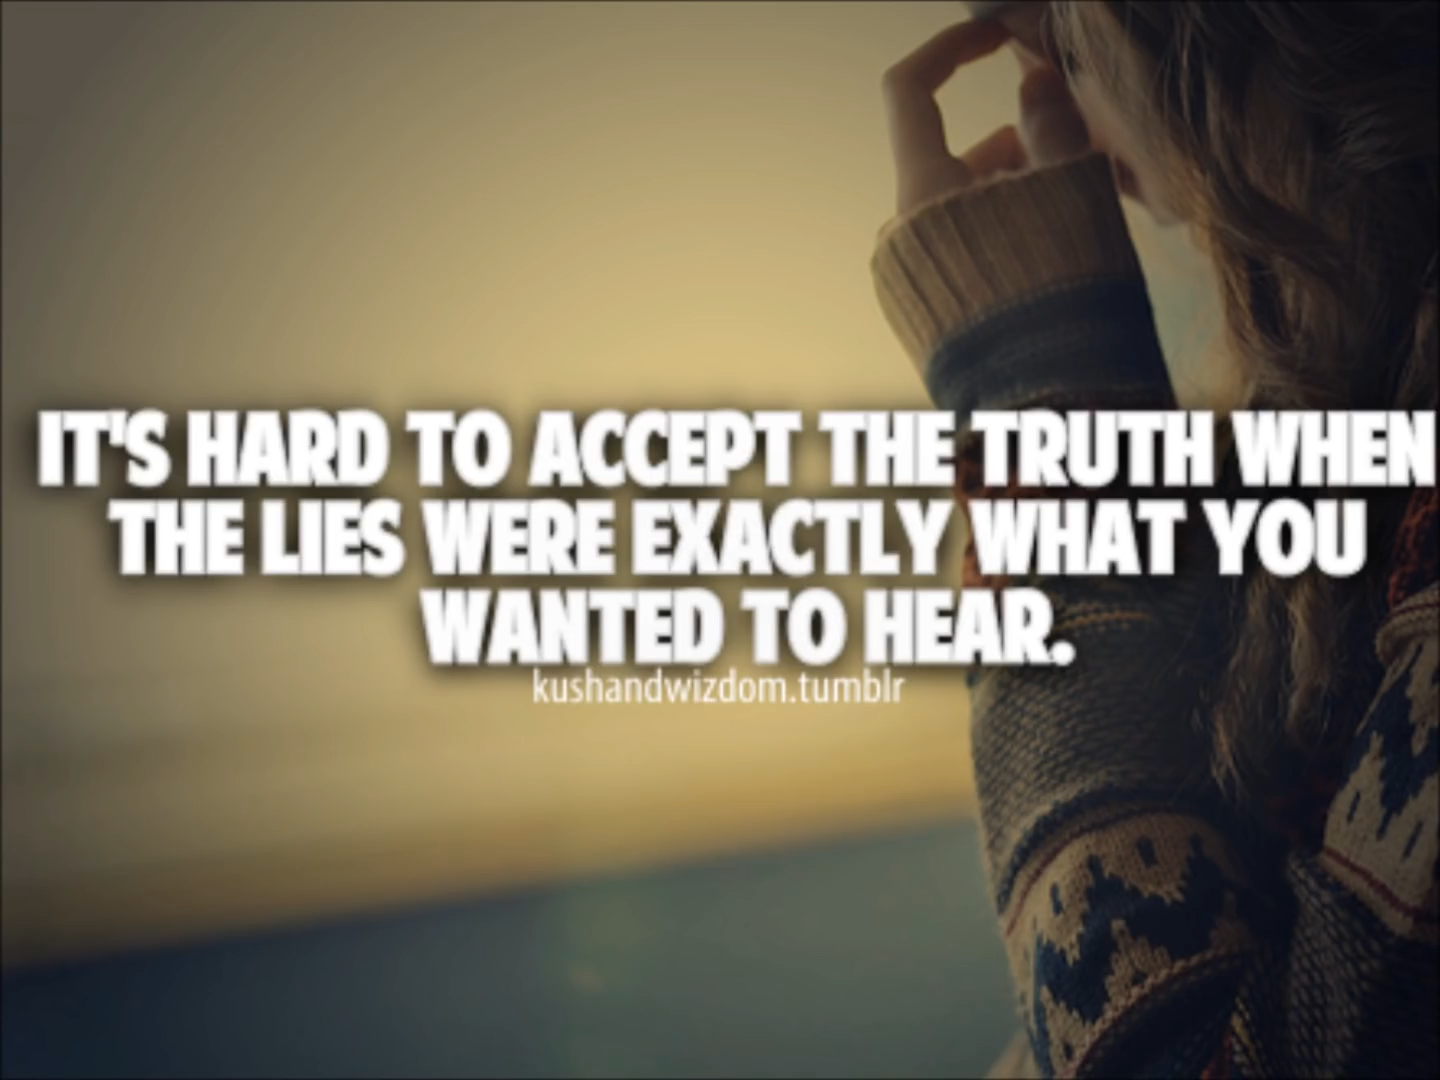 IT'S HARD TO ACCEPT THE TRUTH WHEN
THE LIES WERE EXACTLY WHAT YOU
WANTED TO HEAR.
kushandwizdom.tumblr